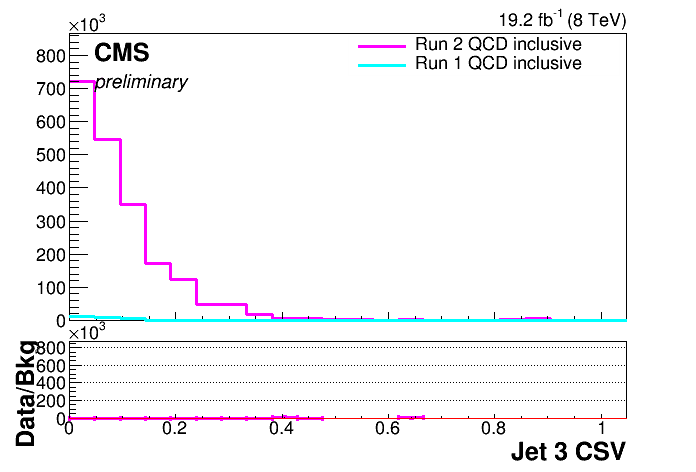 ×10³
19.2 fb⁻¹ (8 TeV)
CMS
preliminary
Run 2 QCD inclusive
Run 1 QCD inclusive
800
700
600
500
400
300
200
100
0
×10³
Data/Bkg
800
600
400
200
0
0 0.2 0.4 0.6 0.8 1
Jet 3 CSV